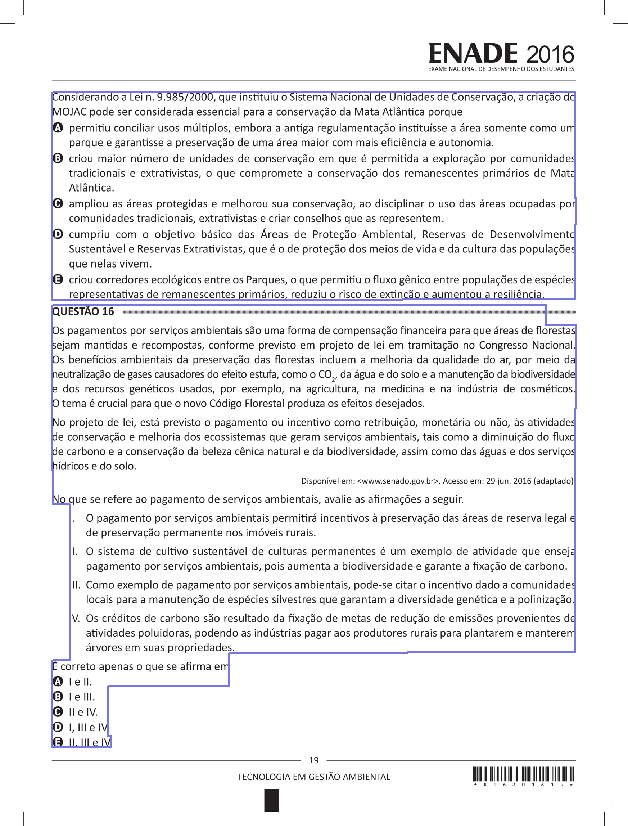 ENADE 2016
EXAME NACIONAL DE DESEMPENHO DOS ESTUDANTES
Considerando a Lei n. 9.985/2000, que instituiu o Sistema Nacional de Unidades de Conservação, a criação do
MOJAC pode ser considerada essencial para a conservação da Mata Atlântica porque
A permitiu conciliar usos múltiplos, embora a antiga regulamentação instituísse a área somente como um
parque e garantisse a preservação de uma área maior com mais eficiência e autonomia.
B criou maior número de unidades de conservação em que é permitida a exploração por comunidades
tradicionais e extrativistas, o que compromete a conservação dos remanescentes primários de Mata
Atlântica.
C ampliou as áreas protegidas e melhorou sua conservação, ao disciplinar o uso das áreas ocupadas por
comunidades tradicionais, extrativistas e criar conselhos que as representem.
D cumpriu com o objetivo básico das Áreas de Proteção Ambiental, Reservas de Desenvolvimento
Sustentável e Reservas Extrativistas, que é o de proteção dos meios de vida e da cultura das populações
que nelas vivem.
E criou corredores ecológicos entre os Parques, o que permitiu o fluxo gênico entre populações de espécies
representativas de remanescentes primários, reduziu o risco de extinção e aumentou a resiliência.
QUESTÃO 16
Os pagamentos por serviços ambientais são uma forma de compensação financeira para que áreas de florestas
sejam mantidas e recompostas, conforme previsto em projeto de lei em tramitação no Congresso Nacional.
Os benefícios ambientais da preservação das florestas incluem a melhoria da qualidade do ar, por meio da
neutralização de gases causadores do efeito estufa, como o CO2, da água e do solo e a manutenção da biodiversidade
e dos recursos genéticos usados, por exemplo, na agricultura, na medicina e na indústria de cosméticos.
O tema é crucial para que o novo Código Florestal produza os efeitos desejados.
No projeto de lei, está previsto o pagamento ou incentivo como retribuição, monetária ou não, às atividades
de conservação e melhoria dos ecossistemas que geram serviços ambientais, tais como a diminuição do fluxo
de carbono e a conservação da beleza cênica natural e da biodiversidade, assim como das águas e dos serviços
hídricos e do solo.
Disponível em: <www.senado.gov.br>. Acesso em: 29 jun. 2016 (adaptado)
No que se refere ao pagamento de serviços ambientais, avalie as afirmações a seguir.
. O pagamento por serviços ambientais permitirá incentivos à preservação das áreas de reserva legal e
de preservação permanente nos imóveis rurais.
I. O sistema de cultivo sustentável de culturas permanentes é um exemplo de atividade que enseja
pagamento por serviços ambientais, pois aumenta a biodiversidade e garante a fixação de carbono.
II. Como exemplo de pagamento por serviços ambientais, pode-se citar o incentivo dado a comunidades
locais para a manutenção de espécies silvestres que garantam a diversidade genética e a polinização.
V. Os créditos de carbono são resultado da fixação de metas de redução de emissões provenientes de
atividades poluidoras, podendo as indústrias pagar aos produtores rurais para plantarem e manterem
árvores em suas propriedades.
É correto apenas o que se afirma em
A I e II.
B I e III.
C II e IV.
D I, III e IV
E II, III e IV
19
TECNOLOGIA EM GESTÃO AMBIENTAL